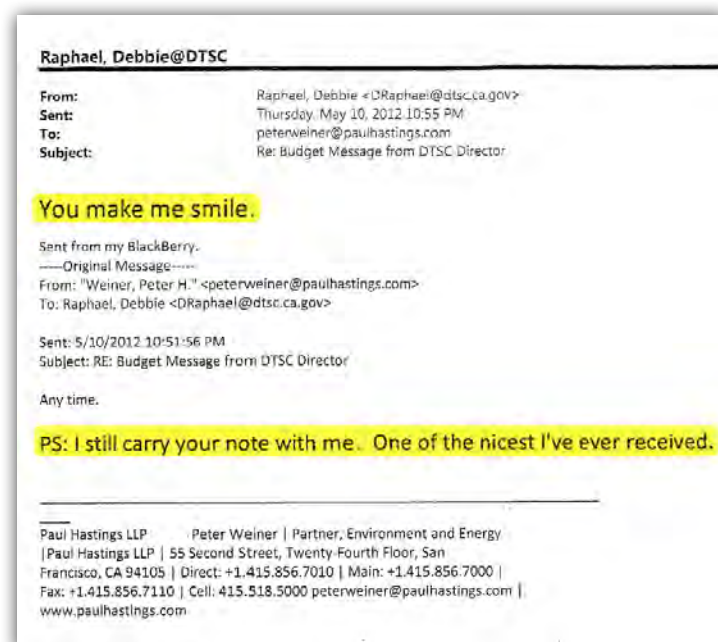 Raphael, Debbie@DTSC
From: Raphael, Debbie <DRaphael@dtsc.ca.gov>
Sent: Thursday, May 10, 2012 10:55 PM
To: peterweiner@paulhastings.com
Subject: Re: Budget Message from DTSC Director
You make me smile.
Sent from my BlackBerry.
-----Original Message-----
From: "Weiner, Peter H." <peterweiner@paulhastings.com>
To: Raphael, Debbie <DRaphael@dtsc.ca.gov>
Sent: 5/10/2012 10:51:56 PM
Subject: RE: Budget Message from DTSC Director
Any time.
PS: I still carry your note with me. One of the nicest I've ever received.
Paul Hastings LLP Peter Weiner | Partner, Environment and Energy
|Paul Hastings LLP | 55 Second Street, Twenty-Fourth Floor, San
Francisco, CA 94105 | Direct: +1.415.856.7010 | Main: +1.415.856.7000 |
Fax: +1.415.856.7110 | Cell: 415.518.5000 peterweiner@paulhastings.com |
www.paulhastings.com